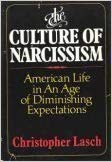 The
CULTURE OF
NARCISSISM
American Life
in An Age
of Diminishing
Expectations
Christopher Lasch